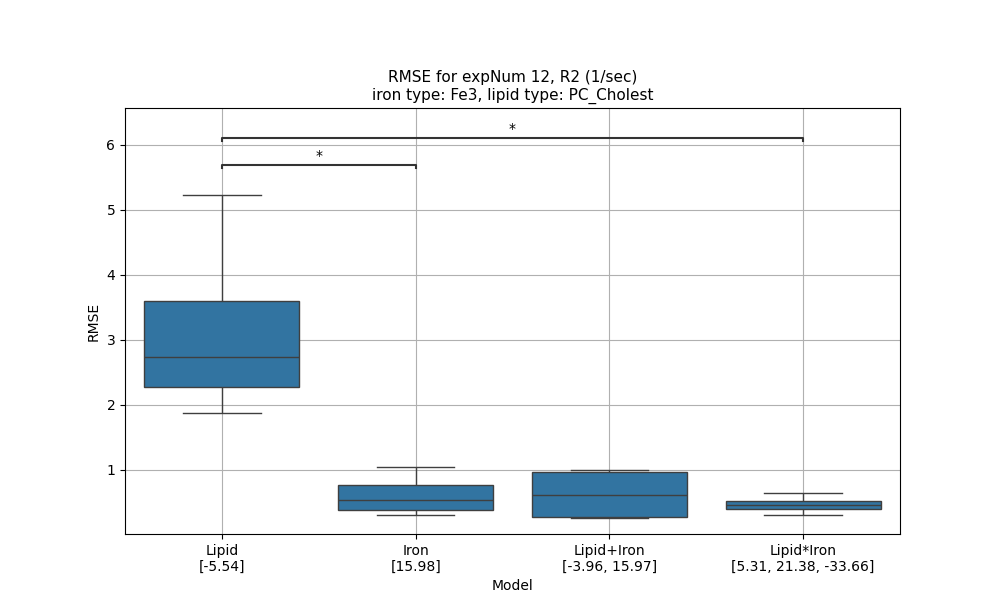 RMSE for expNum 12, R2 (1/sec)
iron type: Fe3, lipid type: PC_Cholest
*
*
6
5
4
3
2
1
RMSE
Lipid
[-5.54]
Iron
[15.98]
Lipid+Iron
[-3.96, 15.97]
Lipid*Iron
[5.31, 21.38, -33.66]
Model